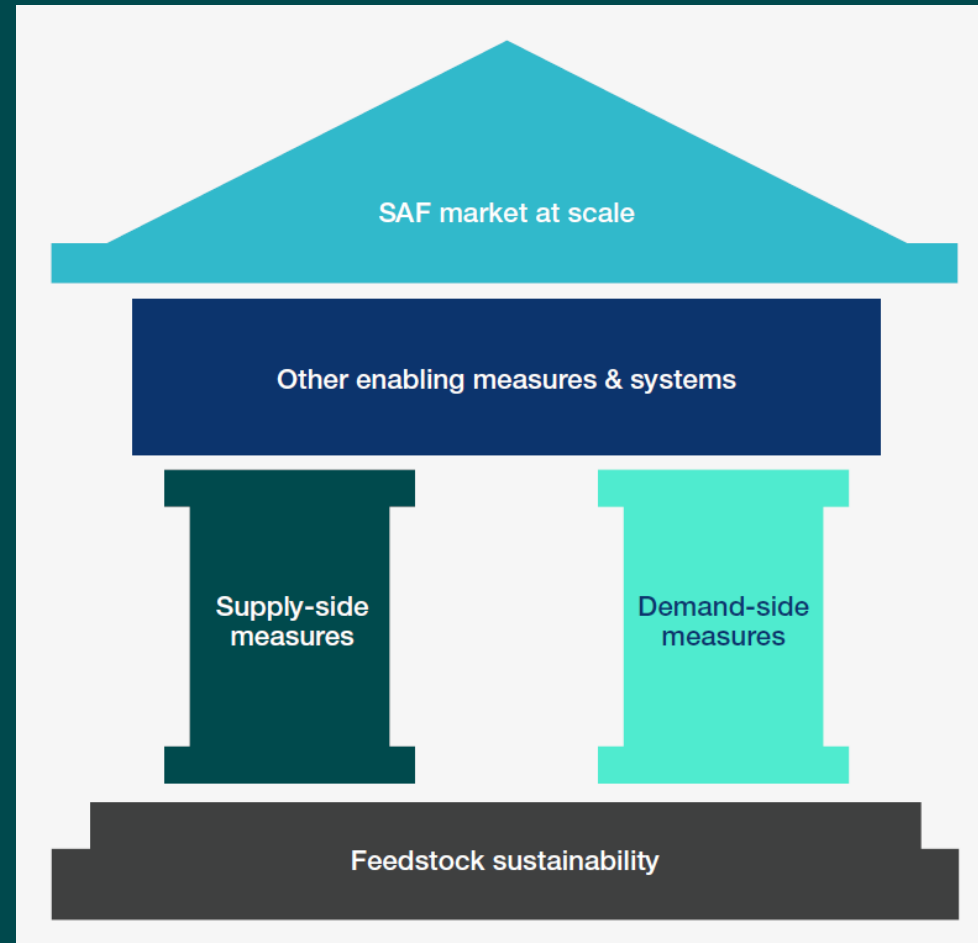 SAF market at scale
Other enabling measures & systems
Supply-side
measures
Demand-side
measures
Feedstock sustainability